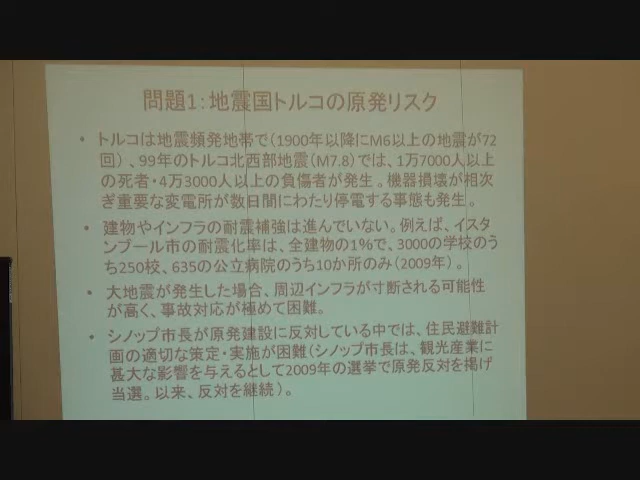 問題1：地震国トルコの原発リスク
• トルコは地震頻発地帯で（1900年以降にM6以上の地震が72
回）、99年のトルコ北西部地震（M7.8）では、1万7000人以上
の死者・4万3000人以上の負傷者が発生。機器損壊が相次
ぎ重要な変電所が数日間にわたり停電する事態も発生。
• 建物やインフラの耐震補強は進んでいない。例えば、イスタ
ンブール市の耐震化率は、全建物の1%で、3000の学校のう
ち250校、635の公立病院のうち10か所のみ（2009年）。
• 大地震が発生した場合、周辺インフラが寸断される可能性
が高く、事故対応が極めて困難。
• シノップ市長が原発建設に反対している中では、住民避難計
画の適切な策定・実施が困難（シノップ市長は、観光産業に
甚大な影響を与えるとして2009年の選挙で原発反対を掲げ
当選。以来、反対を継続）。